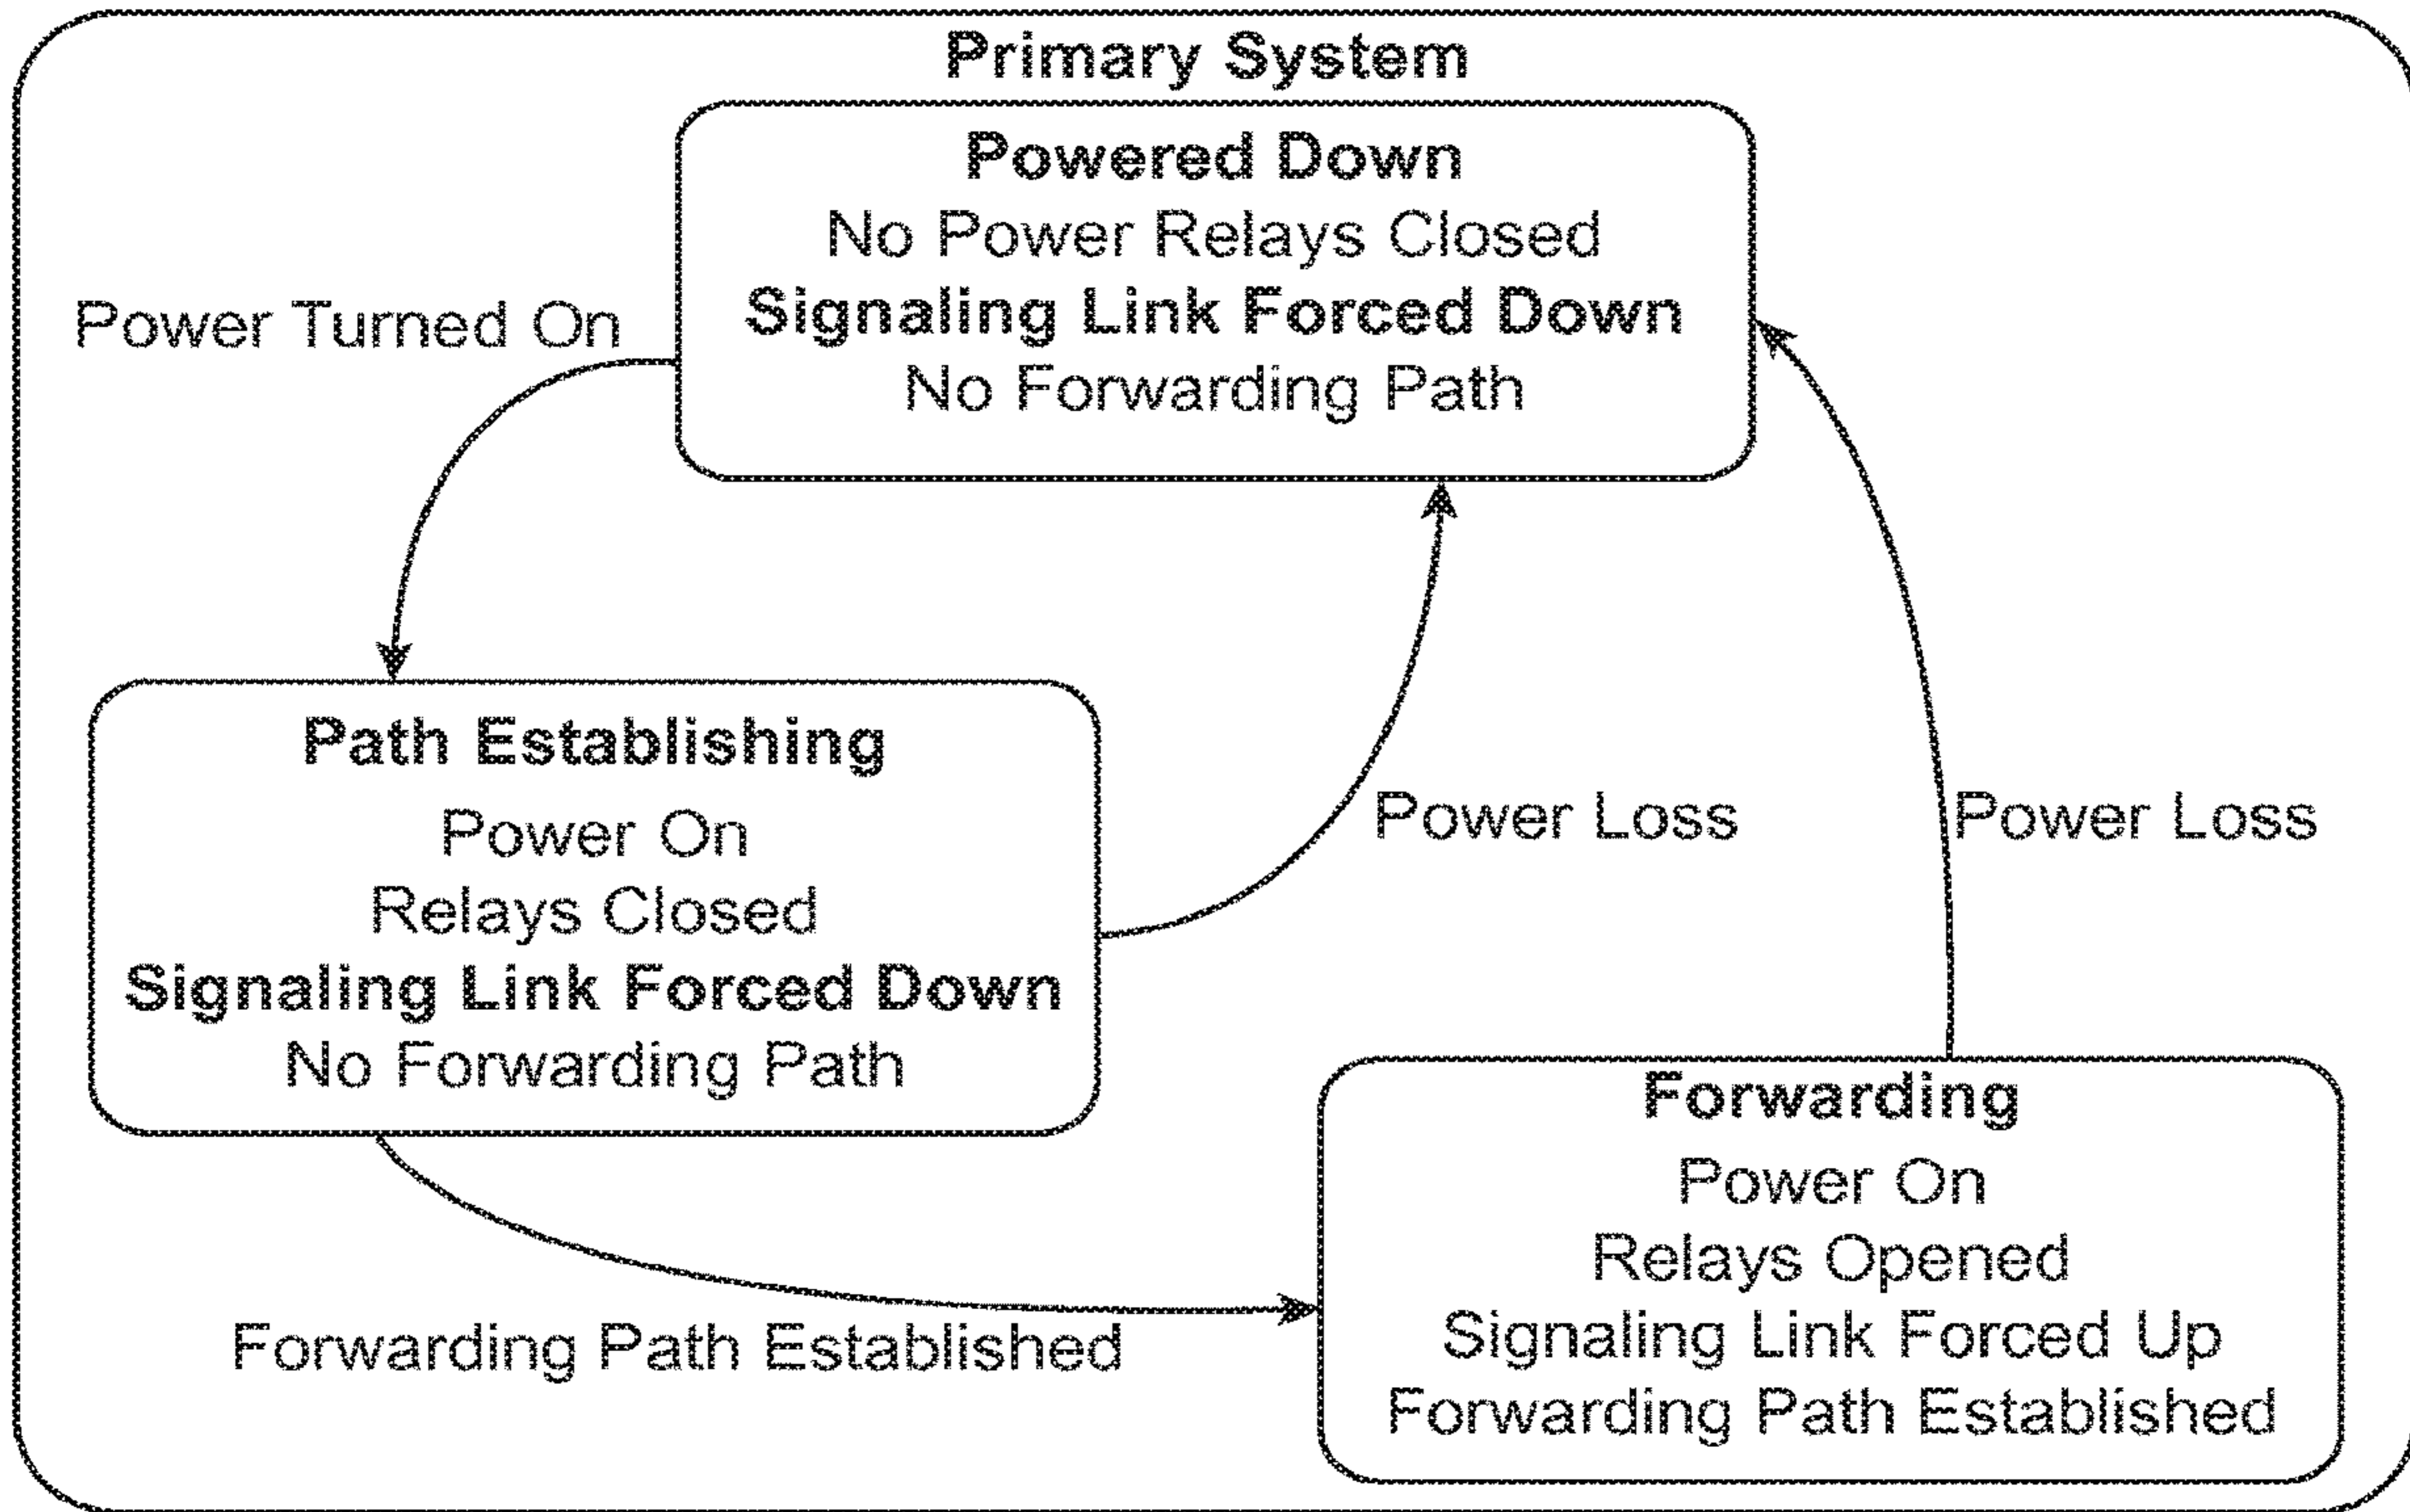 Primary System
Powered Down
No Power Relays Closed
Signaling Link Forced Down
No Forwarding Path
Power Turned On
Path Establishing
Power On
Relays Closed
Signaling Link Forced Down
No Forwarding Path
Power Loss
Power Loss
Forwarding
Power On
Relays Opened
Signaling Link Forced Up
Forwarding Path Established
Forwarding Path Established